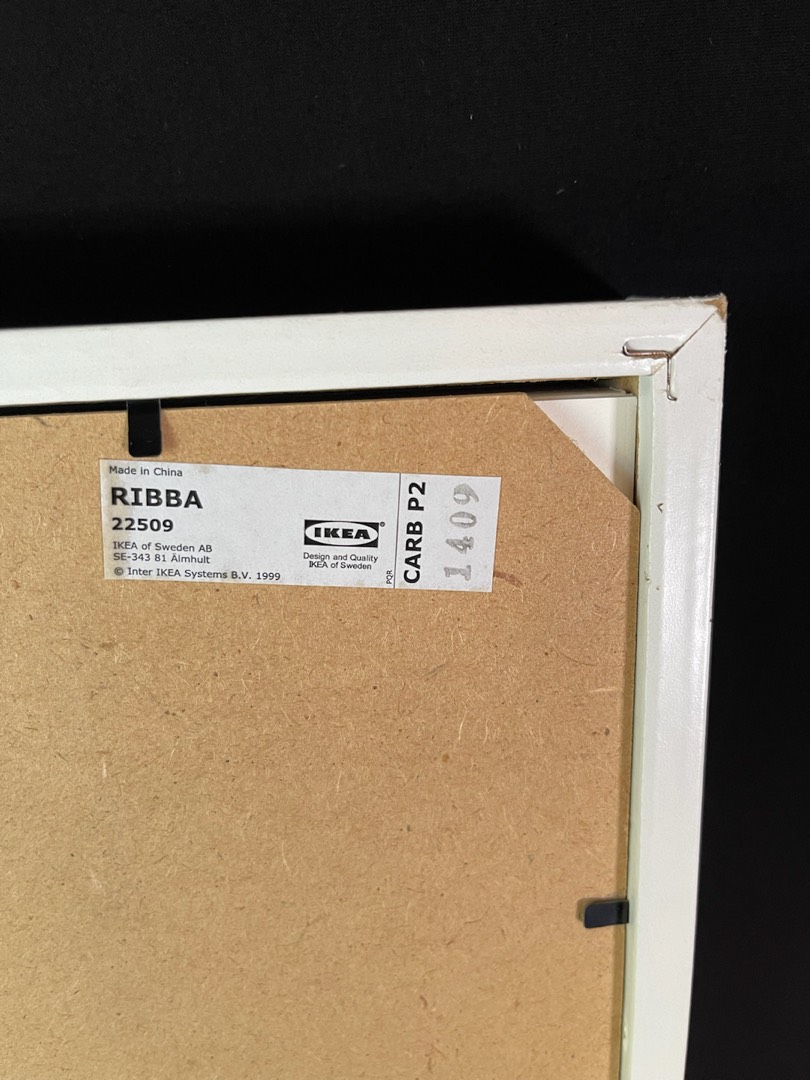 Made in China
RIBBA
22509
IKEA of Sweden AB
SE-343 81 Älmhult
© Inter IKEA Systems B.V. 1999
IKEA®
Design and Quality
IKEA of Sweden
PQR
CARB P2
1409